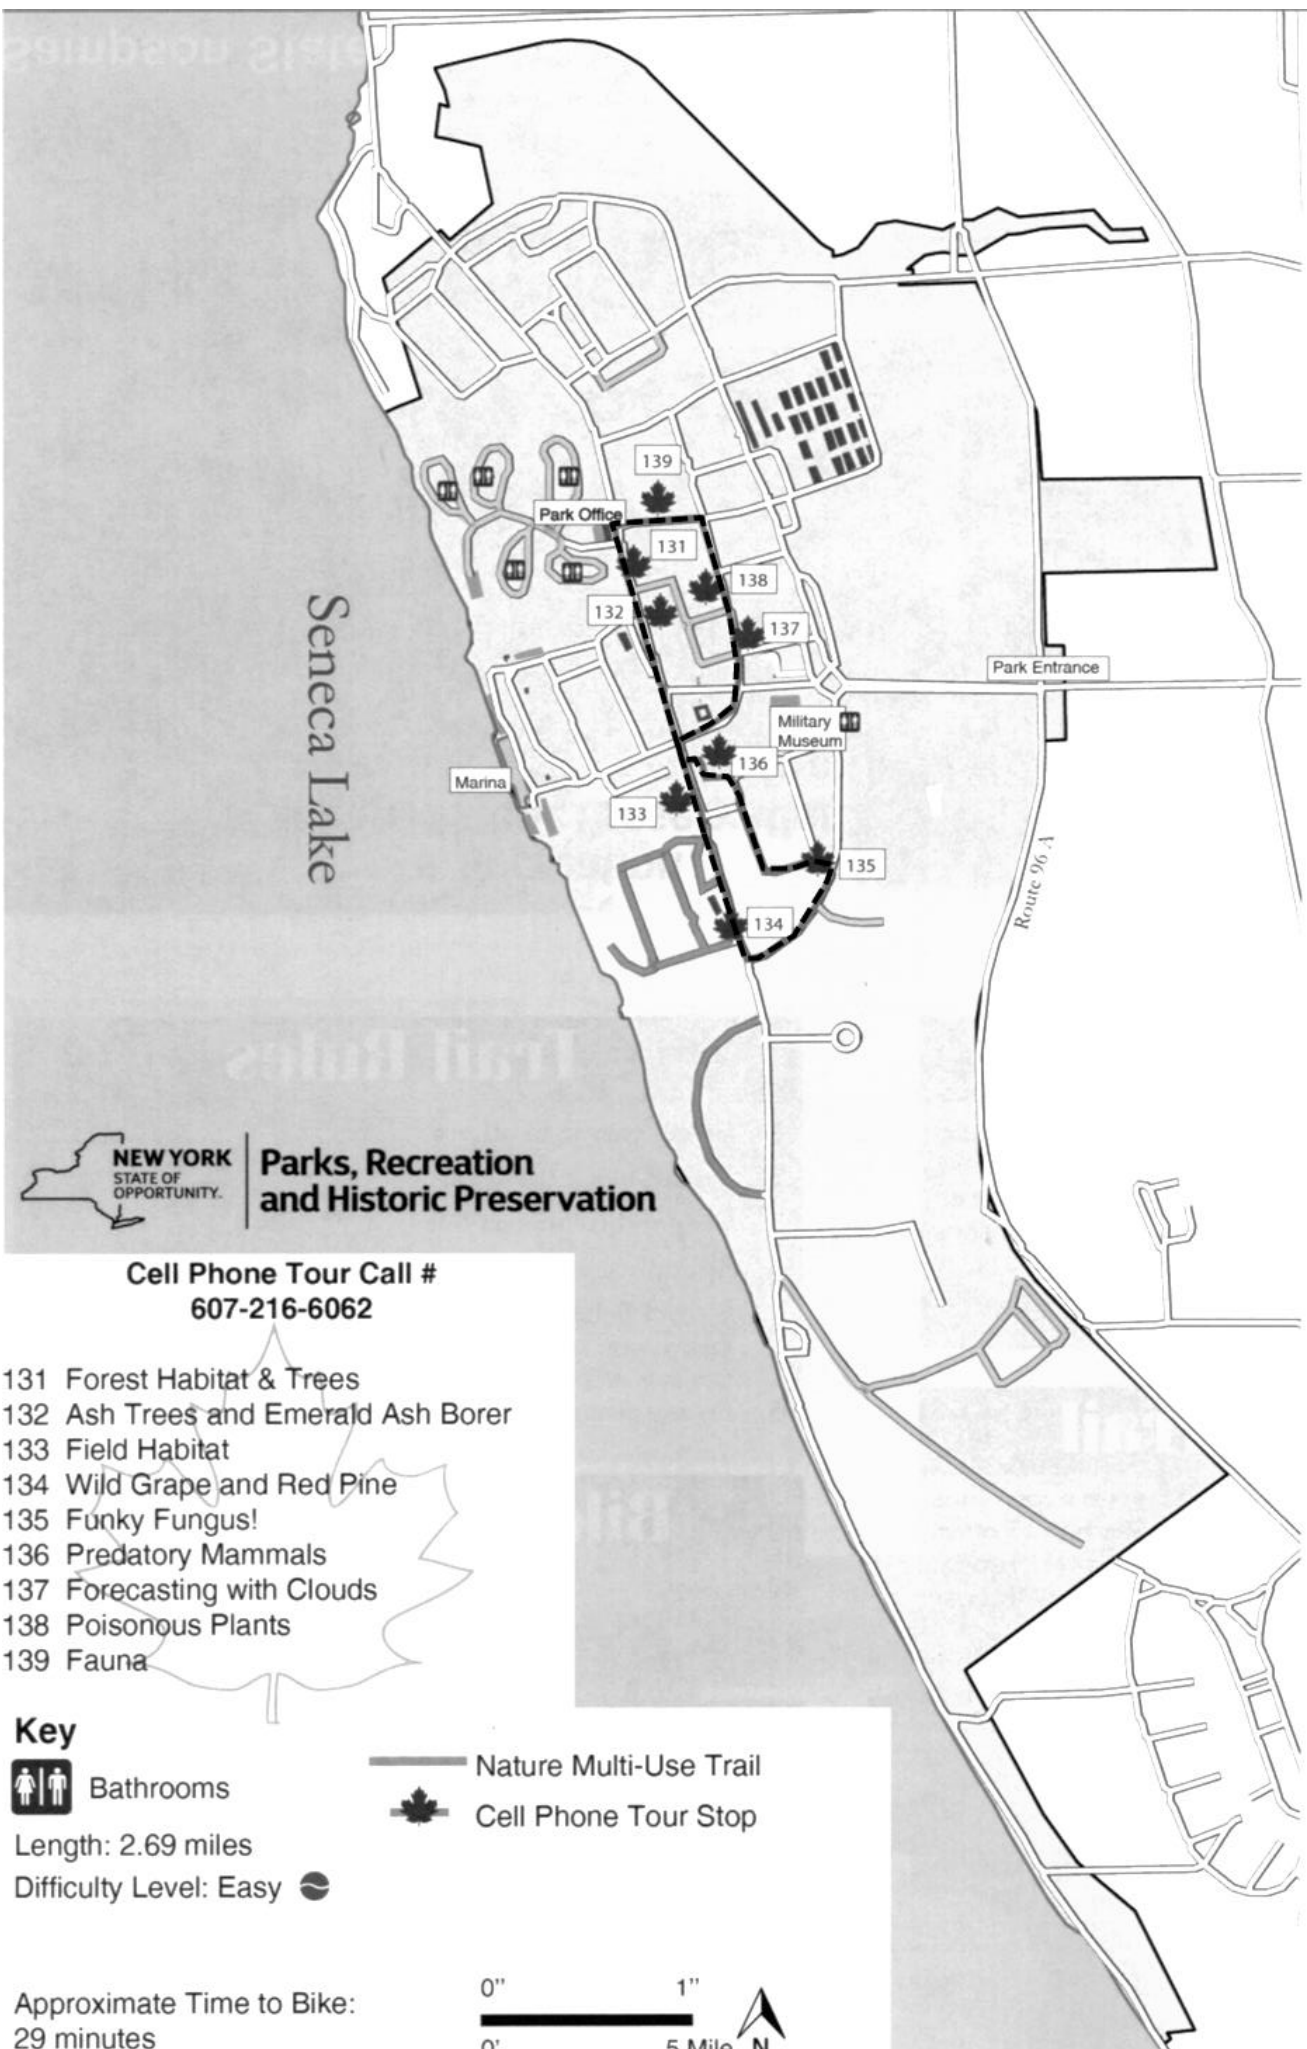 139
Park Office
131
138
132
137
Park Entrance
Military
Museum
136
Marina
133
135
134
Seneca Lake
Route 96 A
NEW YORK
STATE OF
OPPORTUNITY.
Parks, Recreation
and Historic Preservation
Cell Phone Tour Call #
607-216-6062
131 Forest Habitat & Trees
132 Ash Trees and Emerald Ash Borer
133 Field Habitat
134 Wild Grape and Red Pine
135 Funky Fungus!
136 Predatory Mammals
137 Forecasting with Clouds
138 Poisonous Plants
139 Fauna
Key
Bathrooms
Nature Multi-Use Trail
Cell Phone Tour Stop
Length: 2.69 miles
Difficulty Level: Easy
Approximate Time to Bike:
29 minutes
0" 1"
0' .5 Mile
N